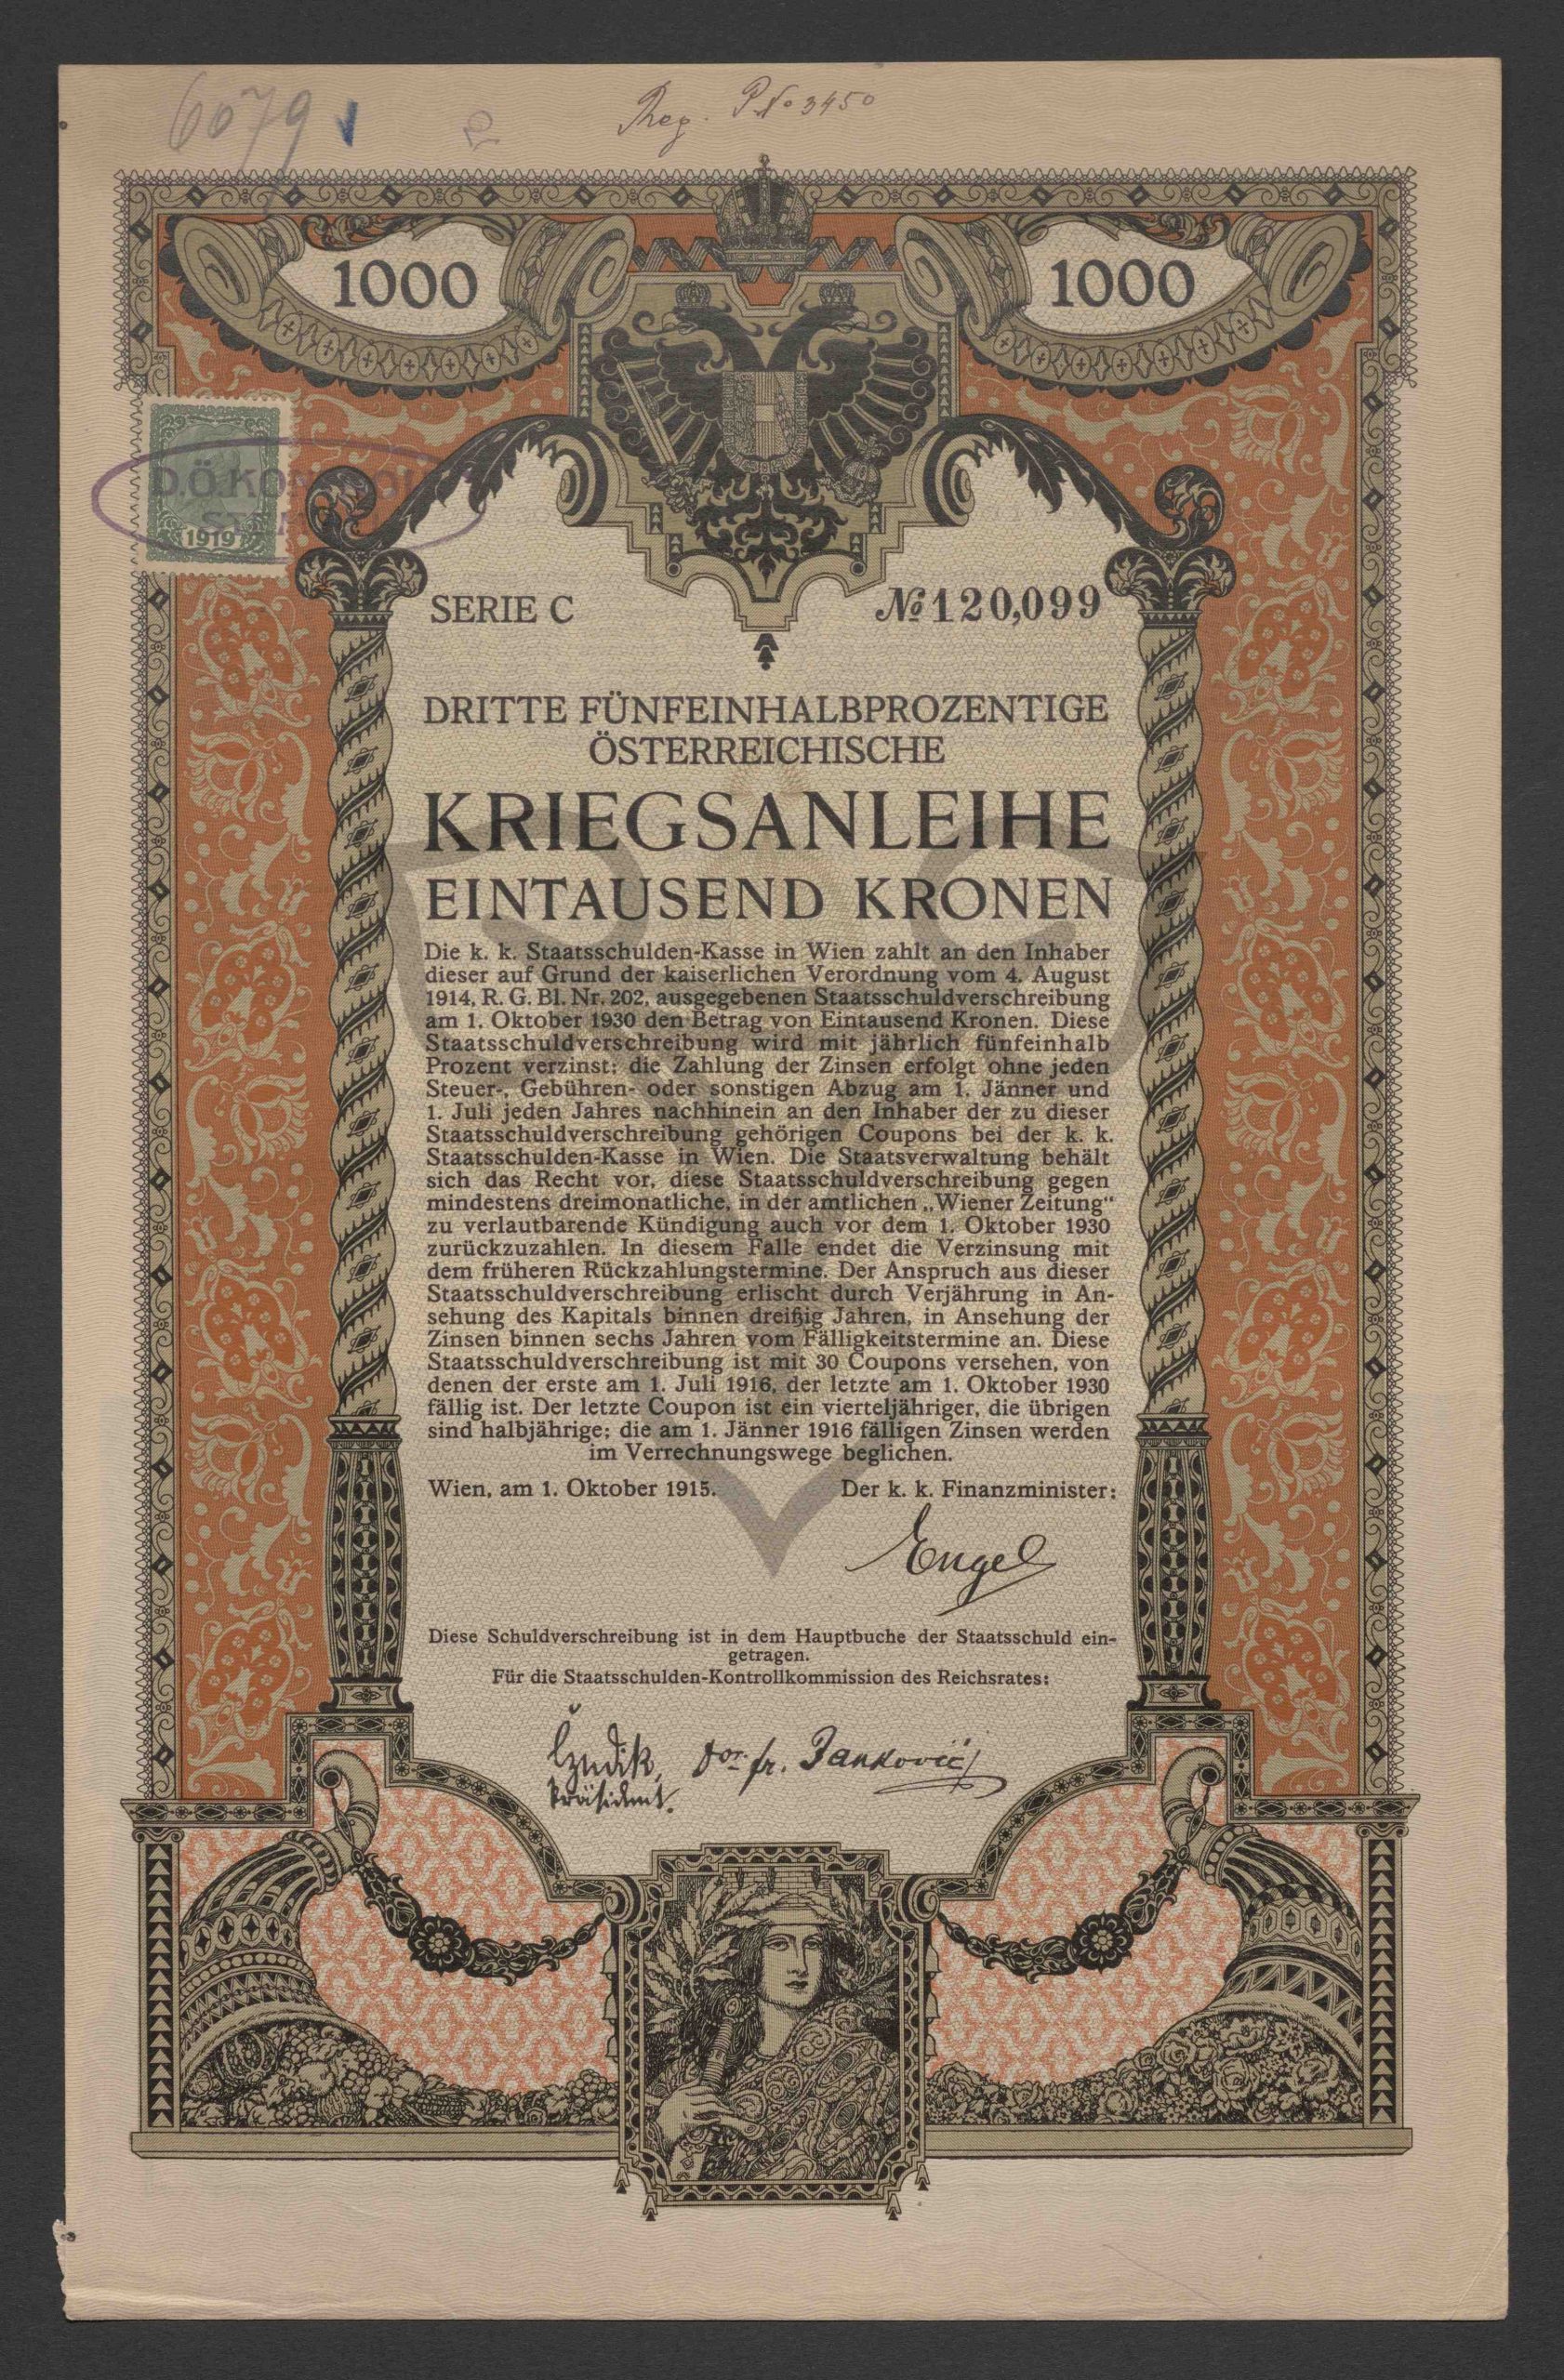 6079
Reg. P No 3450
1000 1000
D.Ö.KONTROLL
STEMPEL
1919
SERIE C № 120,099
DRITTE FÜNFEINHALBPROZENTIGE
ÖSTERREICHISCHE
KRIEGSANLEIHE
EINTAUSEND KRONEN
Die k. k. Staatsschulden-Kasse in Wien zahlt an den Inhaber
dieser auf Grund der kaiserlichen Verordnung vom 4. August
1914, R. G. Bl. Nr. 202, ausgegebenen Staatsschuldverschreibung
am 1. Oktober 1930 den Betrag von Eintausend Kronen. Diese
Staatsschuldverschreibung wird mit jährlich fünfeinhalb
Prozent verzinst; die Zahlung der Zinsen erfolgt ohne jeden
Steuer-, Gebühren- oder sonstigen Abzug am 1. Jänner und
1. Juli jeden Jahres nachhinein an den Inhaber der zu dieser
Staatsschuldverschreibung gehörigen Coupons bei der k. k.
Staatsschulden-Kasse in Wien. Die Staatsverwaltung behält
sich das Recht vor, diese Staatsschuldverschreibung gegen
mindestens dreimonatliche, in der amtlichen „Wiener Zeitung“
zu verlautbarende Kündigung auch vor dem 1. Oktober 1930
zurückzuzahlen. In diesem Falle endet die Verzinsung mit
dem früheren Rückzahlungstermine. Der Anspruch aus dieser
Staatsschuldverschreibung erlischt durch Verjährung in An-
sehung des Kapitals binnen dreißig Jahren, in Ansehung der
Zinsen binnen sechs Jahren vom Fälligkeitstermine an. Diese
Staatsschuldverschreibung ist mit 30 Coupons versehen, von
denen der erste am 1. Juli 1916, der letzte am 1. Oktober 1930
fällig ist. Der letzte Coupon ist ein vierteljähriger, die übrigen
sind halbjährige; die am 1. Jänner 1916 fälligen Zinsen werden
im Verrechnungswege beglichen.
Wien, am 1. Oktober 1915. Der k. k. Finanzminister:
Engel
Diese Schuldverschreibung ist in dem Hauptbuche der Staatsschuld ein-
getragen.
Für die Staatsschulden-Kontrollkommission des Reichsrates:
Czedik, Dor. fr. Janković
Präsident.